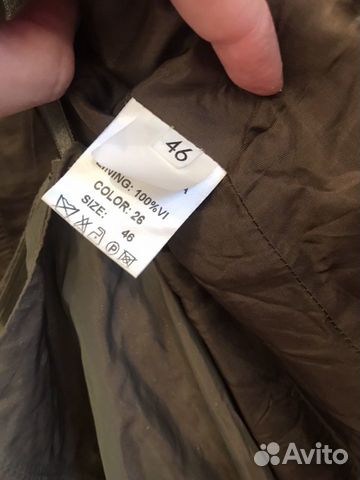 46
LINING: 100%VI
COLOR: 26
SIZE: 46
Avito